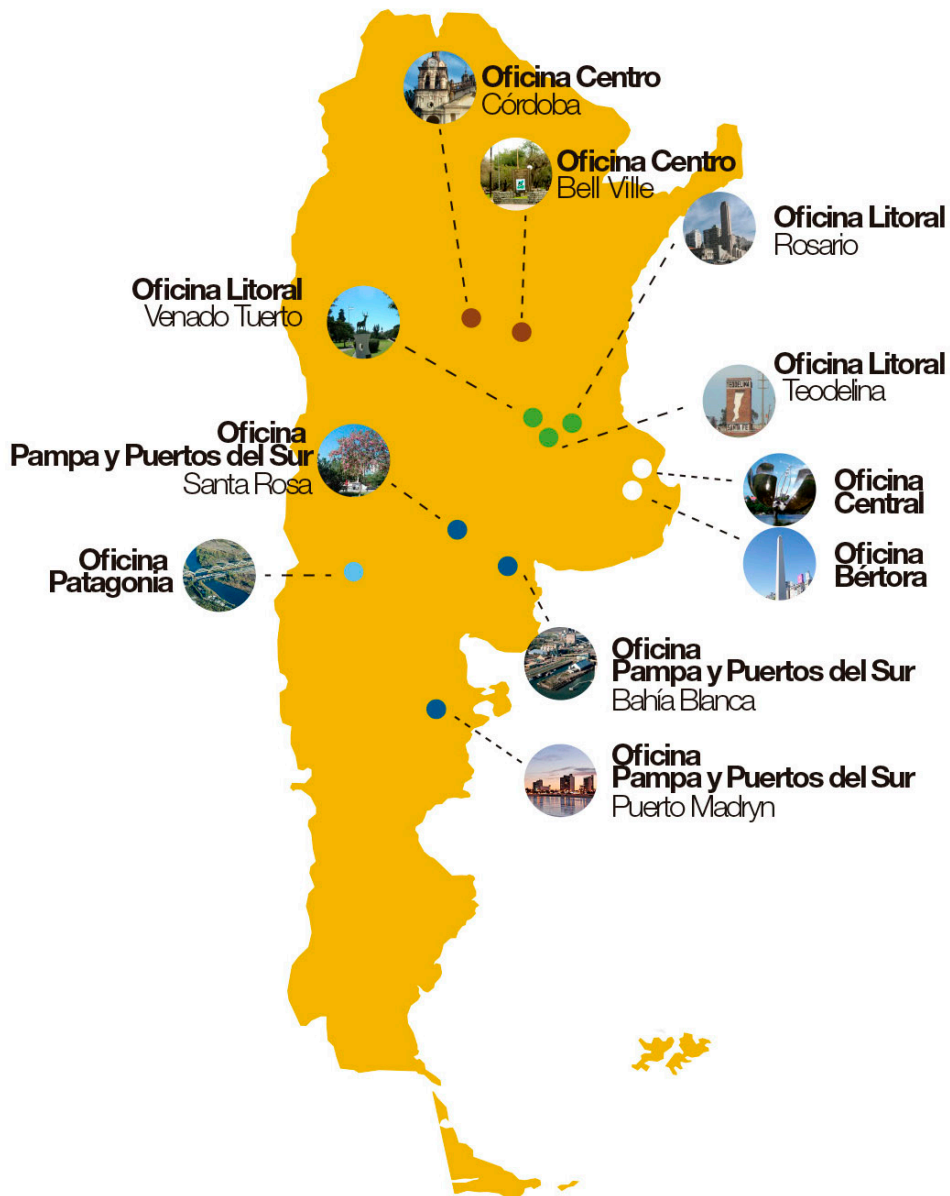 Oficina Centro
Córdoba
Oficina Centro
Bell Ville
Oficina Litoral
Rosario
Oficina Litoral
Venado Tuerto
Oficina Litoral
Teodelina
Oficina
Pampa y Puertos del Sur
Santa Rosa
Oficina
Central
Oficina
Patagonia
Oficina
Bértora
Oficina
Pampa y Puertos del Sur
Bahía Blanca
Oficina
Pampa y Puertos del Sur
Puerto Madryn
TEODELINA